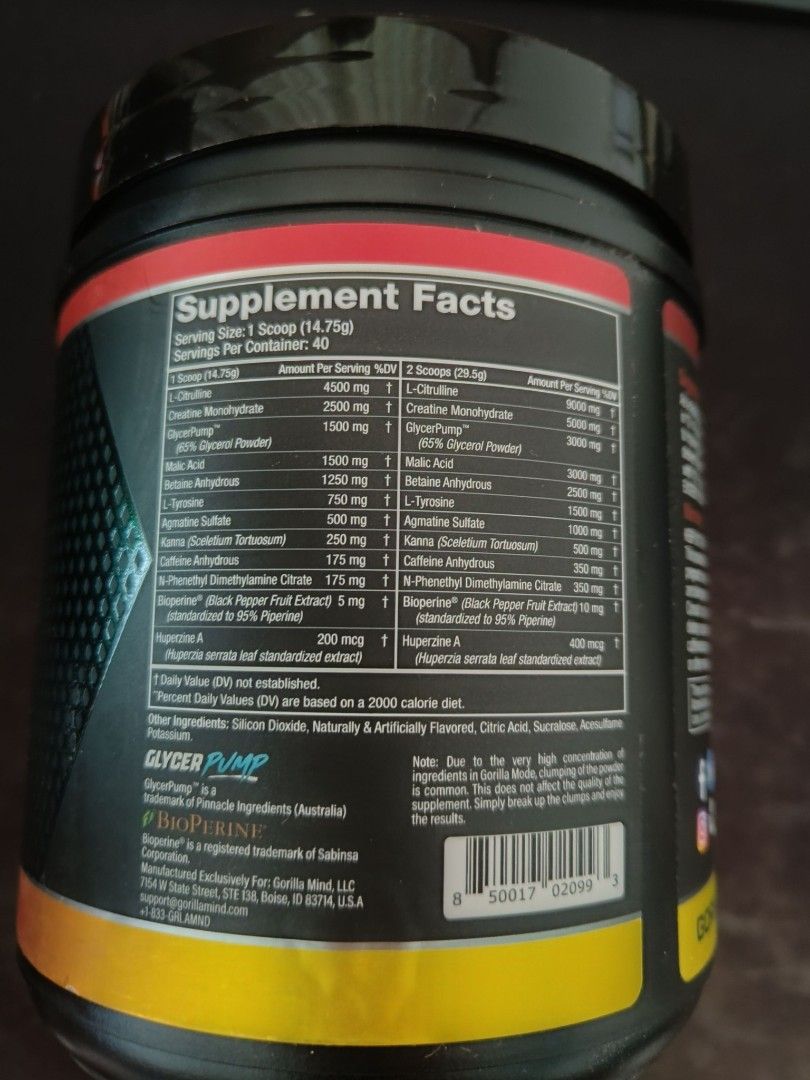 Supplement Facts
Serving Size: 1 Scoop (14.75g)
Servings Per Container: 40
1 Scoop (14.75g) Amount Per Serving %DV
L-Citrulline 4500 mg †
Creatine Monohydrate 2500 mg †
GlycerPump™ 1500 mg †
(65% Glycerol Powder)
Malic Acid 1500 mg †
Betaine Anhydrous 1250 mg †
L-Tyrosine 750 mg †
Agmatine Sulfate 500 mg †
Kanna (Sceletium Tortuosum) 250 mg †
Caffeine Anhydrous 175 mg †
N-Phenethyl Dimethylamine Citrate 175 mg †
Bioperine® (Black Pepper Fruit Extract) 5 mg †
(standardized to 95% Piperine)
Huperzine A 200 mcg †
(Huperzia serrata leaf standardized extract)
2 Scoops (29.5g) Amount Per Serving %DV
L-Citrulline 9000 mg †
Creatine Monohydrate 5000 mg †
GlycerPump™ 3000 mg †
(65% Glycerol Powder)
Malic Acid 3000 mg †
Betaine Anhydrous 2500 mg †
L-Tyrosine 1500 mg †
Agmatine Sulfate 1000 mg †
Kanna (Sceletium Tortuosum) 500 mg †
Caffeine Anhydrous 350 mg †
N-Phenethyl Dimethylamine Citrate 350 mg †
Bioperine® (Black Pepper Fruit Extract) 10 mg †
(standardized to 95% Piperine)
Huperzine A 400 mcg †
(Huperzia serrata leaf standardized extract)
† Daily Value (DV) not established.
*Percent Daily Values (DV) are based on a 2000 calorie diet.
Other Ingredients: Silicon Dioxide, Naturally & Artificially Flavored, Citric Acid, Sucralose, Acesulfame
Potassium.
GLYCERPUMP
GlycerPump™ is a
trademark of Pinnacle Ingredients (Australia)
BIOPERINE®
Bioperine® is a registered trademark of Sabinsa
Corporation.
Manufactured Exclusively For: Gorilla Mind, LLC
7154 W State Street, STE 138, Boise, ID 83714, U.S.A
support@gorillamind.com
+1-833-GRLAMND
Note: Due to the very high concentration of
ingredients in Gorilla Mode, clumping of the powder
is common. This does not affect the quality of the
supplement. Simply break up the clumps and enjoy
the results.
8 50017 02099 3